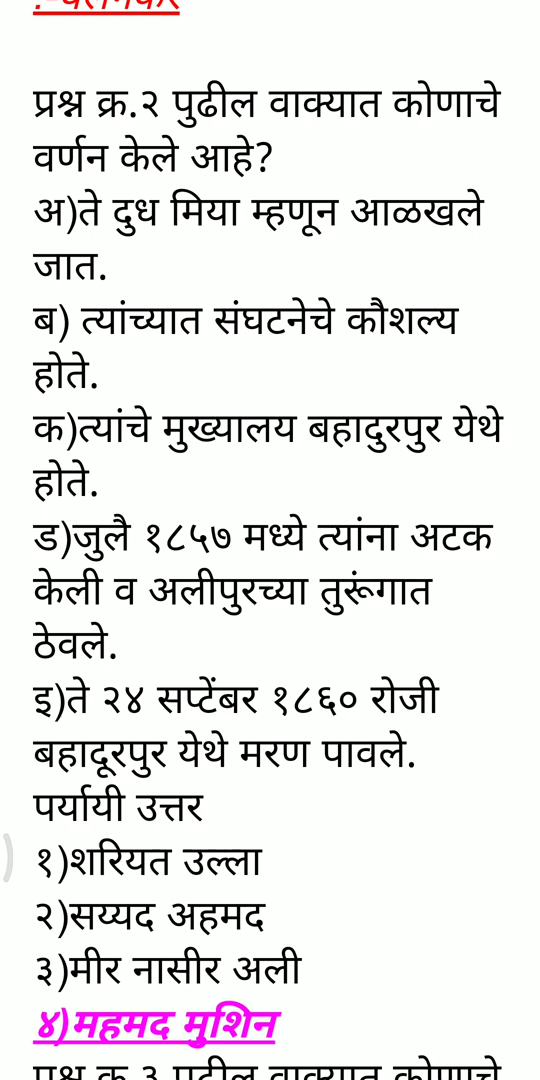 प्रश्न क्र.२ पुढील वाक्यात कोणाचे
वर्णन केले आहे?
अ)ते दुध मिया म्हणून आळखले
जात.
ब) त्यांच्यात संघटनेचे कौशल्य
होते.
क)त्यांचे मुख्यालय बहादुरपुर येथे
होते.
ड)जुलै १८५७ मध्ये त्यांना अटक
केली व अलीपुरच्या तुरूंगात
ठेवले.
इ)ते २४ सप्टेंबर १८६० रोजी
बहादूरपुर येथे मरण पावले.
पर्यायी उत्तर
१)शरियत उल्ला
२)सय्यद अहमद
३)मीर नासीर अली
४)महमद मुशिन